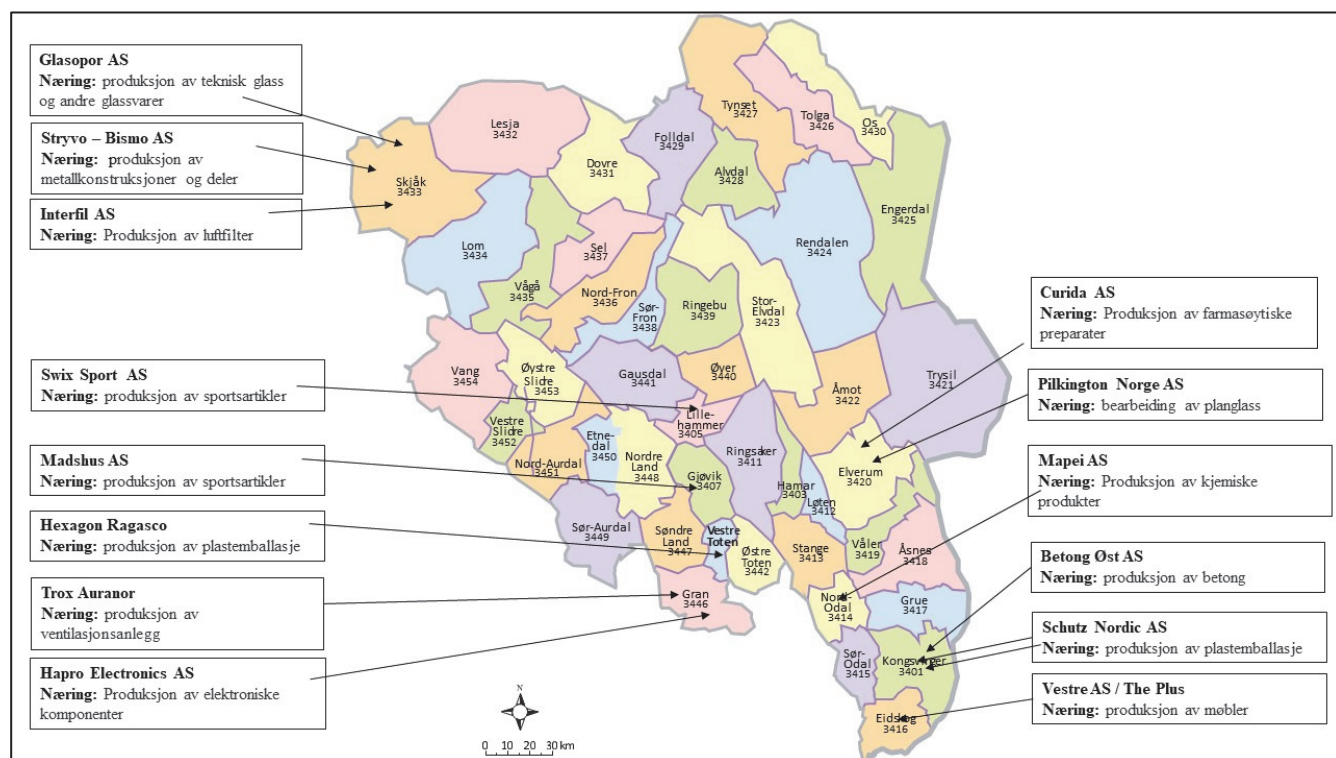 Glasopor AS
Næring: produksjon av teknisk glass
og andre glassvarer
Stryvo – Bismo AS
Næring: produksjon av
metallkonstruksjoner og deler
Interfil AS
Næring: Produksjon av luftfilter
Swix Sport AS
Næring: produksjon av sportsartikler
Madshus AS
Næring: produksjon av sportsartikler
Hexagon Ragasco
Næring: produksjon av plastemballasje
Trox Auranor
Næring: produksjon av
ventilasjonsanlegg
Hapro Electronics AS
Næring: Produksjon av elektroniske
komponenter
Lesja
3432
Skjåk
3433
Dovre
3431
Folldal
3429
Tynset
3427
Tolga
3426
Os
3430
Alvdal
3428
Engerdal
3425
Rendalen
3424
Lom
3434
Vågå
3435
Sel
3437
Nord-Fron
3436
Sør-
Fron
3438
Ringebu
3439
Stor-
Elvdal
3423
Trysil
3421
Åmot
3422
Vang
3454
Øystre
Slidre
3453
Gausdal
3441
Øyer
3440
Vestre
Slidre
3452
Lille-
hammer
3405
Etne-
dal
3450
Nord-Aurdal
3451
Nordre
Land
3448
Gjøvik
3407
Ringsaker
3411
Hamar
3403
Løten
3412
Elverum
3420
Sør-Aurdal
3449
Søndre
Land
3447
Vestre
Toten
Østre
Toten
3442
Stange
3413
Våler
3419
Åsnes
3418
Gran
3446
Nord-
Odal
3414
Grue
3417
Sør-
Odal
3415
Kongsvinger
3401
Eidskog
3416
N
0 10 20 30 km
Curida AS
Næring: Produksjon av farmasøytiske
preparater
Pilkington Norge AS
Næring: bearbeiding av planglass
Mapei AS
Næring: Produksjon av kjemiske
produkter
Betong Øst AS
Næring: produksjon av betong
Schutz Nordic AS
Næring: produksjon av plastemballasje
Vestre AS / The Plus
Næring: produksjon av møbler